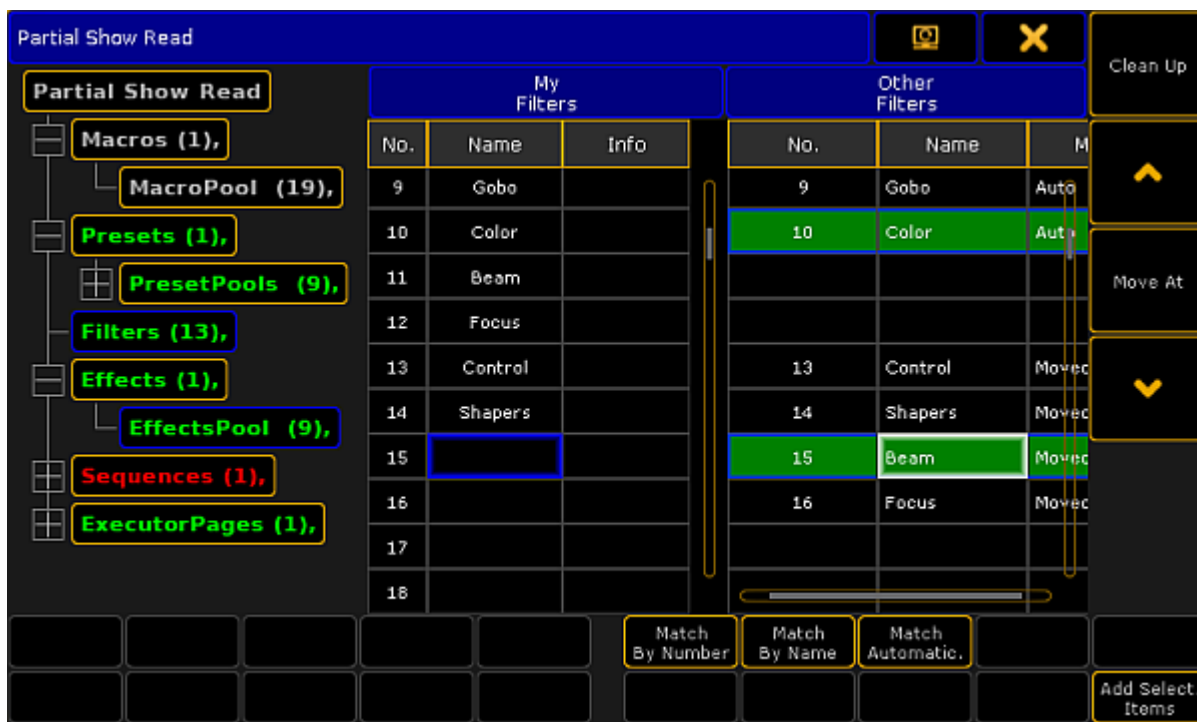 Partial Show Read
Clean Up
Partial Show Read
My
Filters
Other
Filters
Macros (1),
No. Name Info
No. Name M
MacroPool (19),
9 Gobo
9 Gobo Auto
Presets (1),
10 Color
10 Color Auto
PresetPools (9),
11 Beam
Move At
Filters (13),
12 Focus
Effects (1),
13 Control
13 Control Moved
EffectsPool (9),
14 Shapers
14 Shapers Moved
Sequences (1),
15
15 Beam Moved
ExecutorPages (1),
16
16 Focus Moved
17
18
Match
By Number
Match
By Name
Match
Automatic.
Add Select
Items